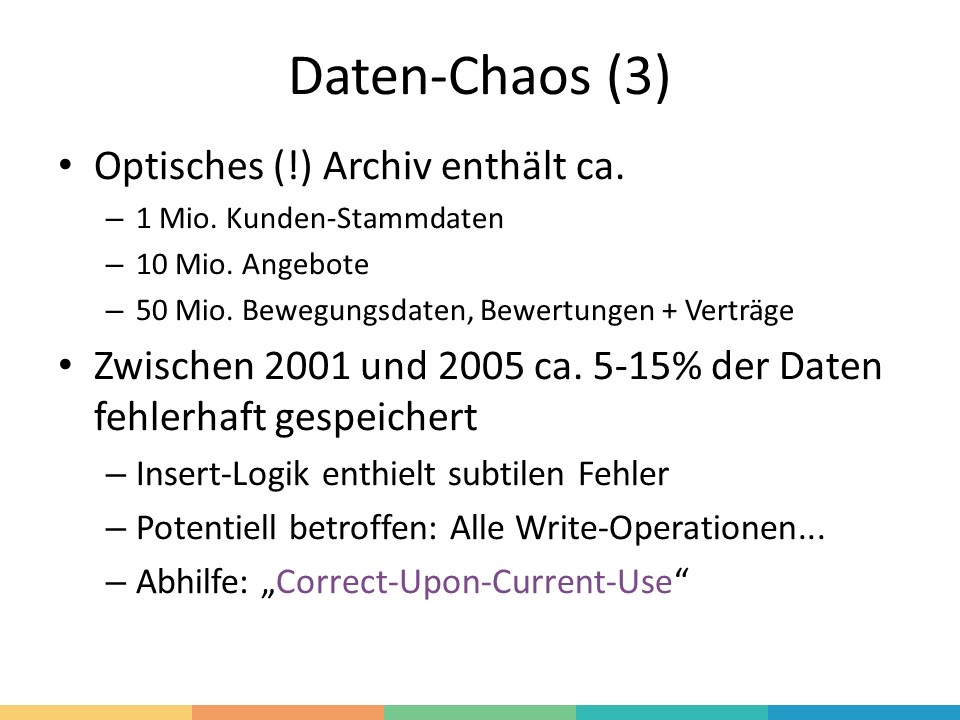 Daten-Chaos (3)
• Optisches (!) Archiv enthält ca.
– 1 Mio. Kunden-Stammdaten
– 10 Mio. Angebote
– 50 Mio. Bewegungsdaten, Bewertungen + Verträge
• Zwischen 2001 und 2005 ca. 5-15% der Daten
fehlerhaft gespeichert
– Insert-Logik enthielt subtilen Fehler
– Potentiell betroffen: Alle Write-Operationen...
– Abhilfe: „Correct-Upon-Current-Use“